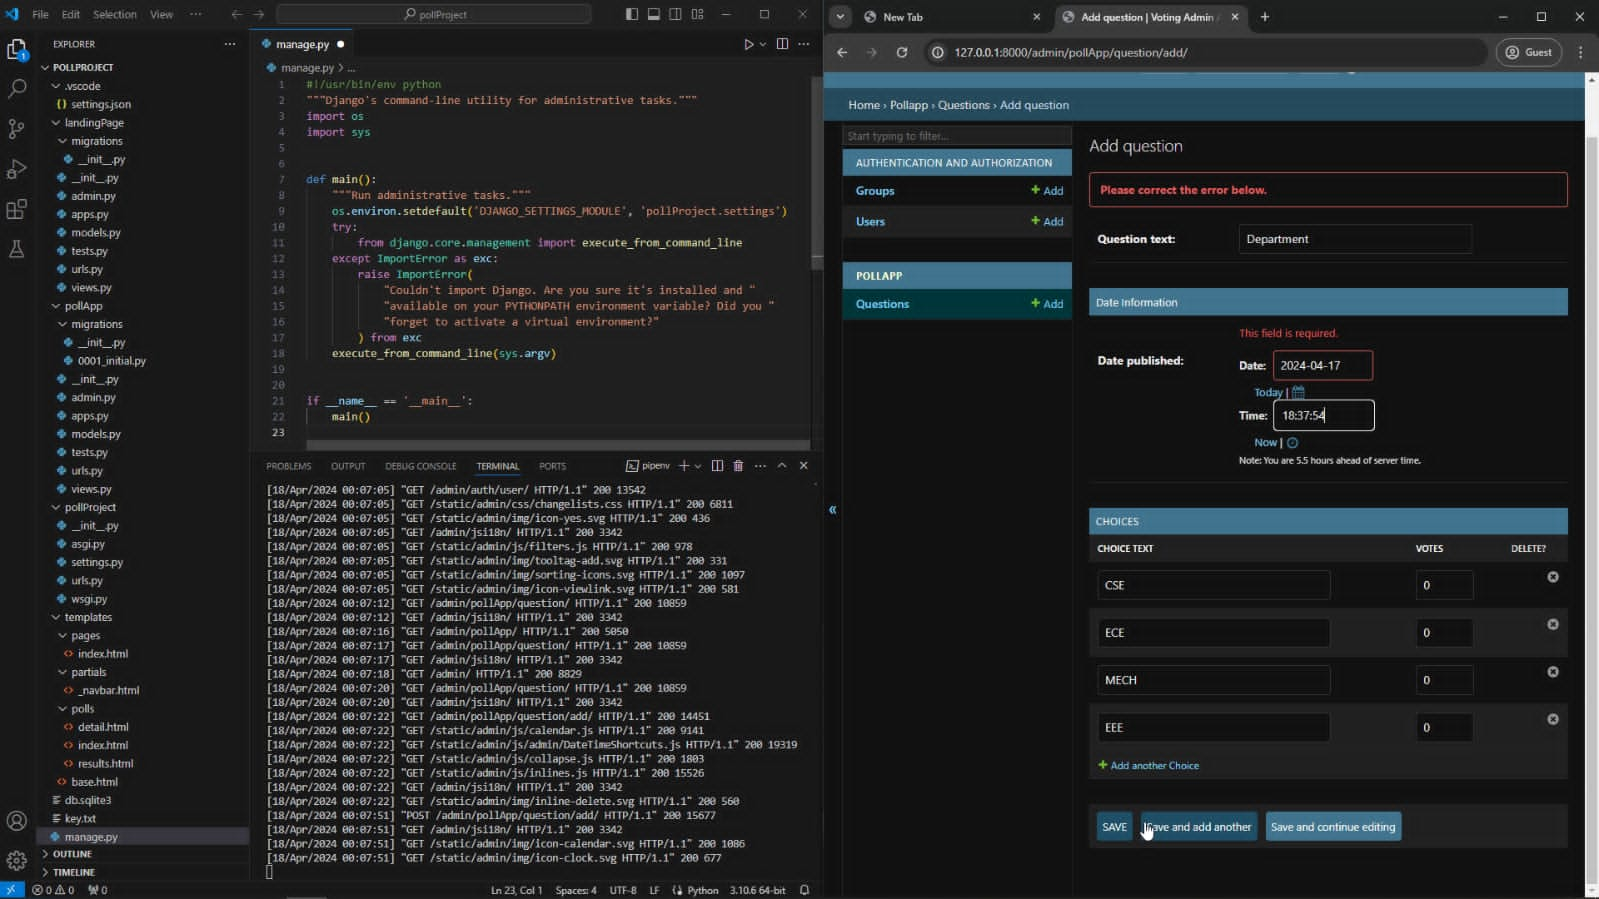 File Edit Selection View ··· pollProject
EXPLORER
POLLPROJECT
.vscode
{} settings.json
landingPage
migrations
__init__.py
__init__.py
admin.py
apps.py
models.py
tests.py
urls.py
views.py
pollApp
migrations
__init__.py
0001_initial.py
__init__.py
admin.py
apps.py
models.py
tests.py
urls.py
views.py
pollProject
__init__.py
asgi.py
settings.py
urls.py
wsgi.py
templates
pages
index.html
partials
_navbar.html
polls
detail.html
index.html
results.html
base.html
db.sqlite3
key.txt
manage.py
OUTLINE
TIMELINE
manage.py
manage.py > ...
1 #!/usr/bin/env python
2 """Django's command-line utility for administrative tasks."""
3 import os
4 import sys
5
6
7 def main():
8 """Run administrative tasks."""
9 os.environ.setdefault('DJANGO_SETTINGS_MODULE', 'pollProject.settings')
10 try:
11 from django.core.management import execute_from_command_line
12 except ImportError as exc:
13 raise ImportError(
14 "Couldn't import Django. Are you sure it's installed and "
15 "available on your PYTHONPATH environment variable? Did you "
16 "forget to activate a virtual environment?"
17 ) from exc
18 execute_from_command_line(sys.argv)
19
20
21 if __name__ == '__main__':
22 main()
23
PROBLEMS OUTPUT DEBUG CONSOLE TERMINAL PORTS pipenv
[18/Apr/2024 00:07:05] "GET /admin/auth/user/ HTTP/1.1" 200 13542
[18/Apr/2024 00:07:05] "GET /static/admin/css/changelists.css HTTP/1.1" 200 6811
[18/Apr/2024 00:07:05] "GET /static/admin/img/icon-yes.svg HTTP/1.1" 200 436
[18/Apr/2024 00:07:05] "GET /admin/jsi18n/ HTTP/1.1" 200 3342
[18/Apr/2024 00:07:05] "GET /static/admin/js/filters.js HTTP/1.1" 200 978
[18/Apr/2024 00:07:05] "GET /static/admin/img/tooltag-add.svg HTTP/1.1" 200 331
[18/Apr/2024 00:07:05] "GET /static/admin/img/sorting-icons.svg HTTP/1.1" 200 1097
[18/Apr/2024 00:07:05] "GET /static/admin/img/icon-viewlink.svg HTTP/1.1" 200 581
[18/Apr/2024 00:07:12] "GET /admin/pollApp/question/ HTTP/1.1" 200 10859
[18/Apr/2024 00:07:12] "GET /admin/jsi18n/ HTTP/1.1" 200 3342
[18/Apr/2024 00:07:16] "GET /admin/pollApp/ HTTP/1.1" 200 5050
[18/Apr/2024 00:07:17] "GET /admin/pollApp/question/ HTTP/1.1" 200 10859
[18/Apr/2024 00:07:17] "GET /admin/jsi18n/ HTTP/1.1" 200 3342
[18/Apr/2024 00:07:18] "GET /admin/ HTTP/1.1" 200 8829
[18/Apr/2024 00:07:20] "GET /admin/pollApp/question/ HTTP/1.1" 200 10859
[18/Apr/2024 00:07:20] "GET /admin/jsi18n/ HTTP/1.1" 200 3342
[18/Apr/2024 00:07:22] "GET /admin/pollApp/question/add/ HTTP/1.1" 200 14451
[18/Apr/2024 00:07:22] "GET /static/admin/js/calendar.js HTTP/1.1" 200 9141
[18/Apr/2024 00:07:22] "GET /static/admin/js/admin/DateTimeShortcuts.js HTTP/1.1" 200 19319
[18/Apr/2024 00:07:22] "GET /static/admin/js/collapse.js HTTP/1.1" 200 1803
[18/Apr/2024 00:07:22] "GET /static/admin/js/inlines.js HTTP/1.1" 200 15526
[18/Apr/2024 00:07:22] "GET /admin/jsi18n/ HTTP/1.1" 200 3342
[18/Apr/2024 00:07:22] "GET /static/admin/img/inline-delete.svg HTTP/1.1" 200 560
[18/Apr/2024 00:07:51] "POST /admin/pollApp/question/add/ HTTP/1.1" 200 15677
[18/Apr/2024 00:07:51] "GET /admin/jsi18n/ HTTP/1.1" 200 3342
[18/Apr/2024 00:07:51] "GET /static/admin/img/icon-calendar.svg HTTP/1.1" 200 1086
[18/Apr/2024 00:07:51] "GET /static/admin/img/icon-clock.svg HTTP/1.1" 200 677
0 0 0 Ln 23, Col 1 Spaces: 4 UTF-8 LF Python 3.10.6 64-bit
New Tab Add question | Voting Admin
127.0.0.1:8000/admin/pollApp/question/add/ Guest
Home › Pollapp › Questions › Add question
Start typing to filter...
AUTHENTICATION AND AUTHORIZATION
Groups + Add
Users + Add
POLLAPP
Questions + Add
«
Add question
Please correct the error below.
Question text: Department
Date Information
This field is required.
Date published: Date: 2024-04-17
Today |
Time: 18:37:54
Now |
Note: You are 5.5 hours ahead of server time.
CHOICES
CHOICE TEXT VOTES DELETE?
CSE 0
ECE 0
MECH 0
EEE 0
+ Add another Choice
SAVE Save and add another Save and continue editing